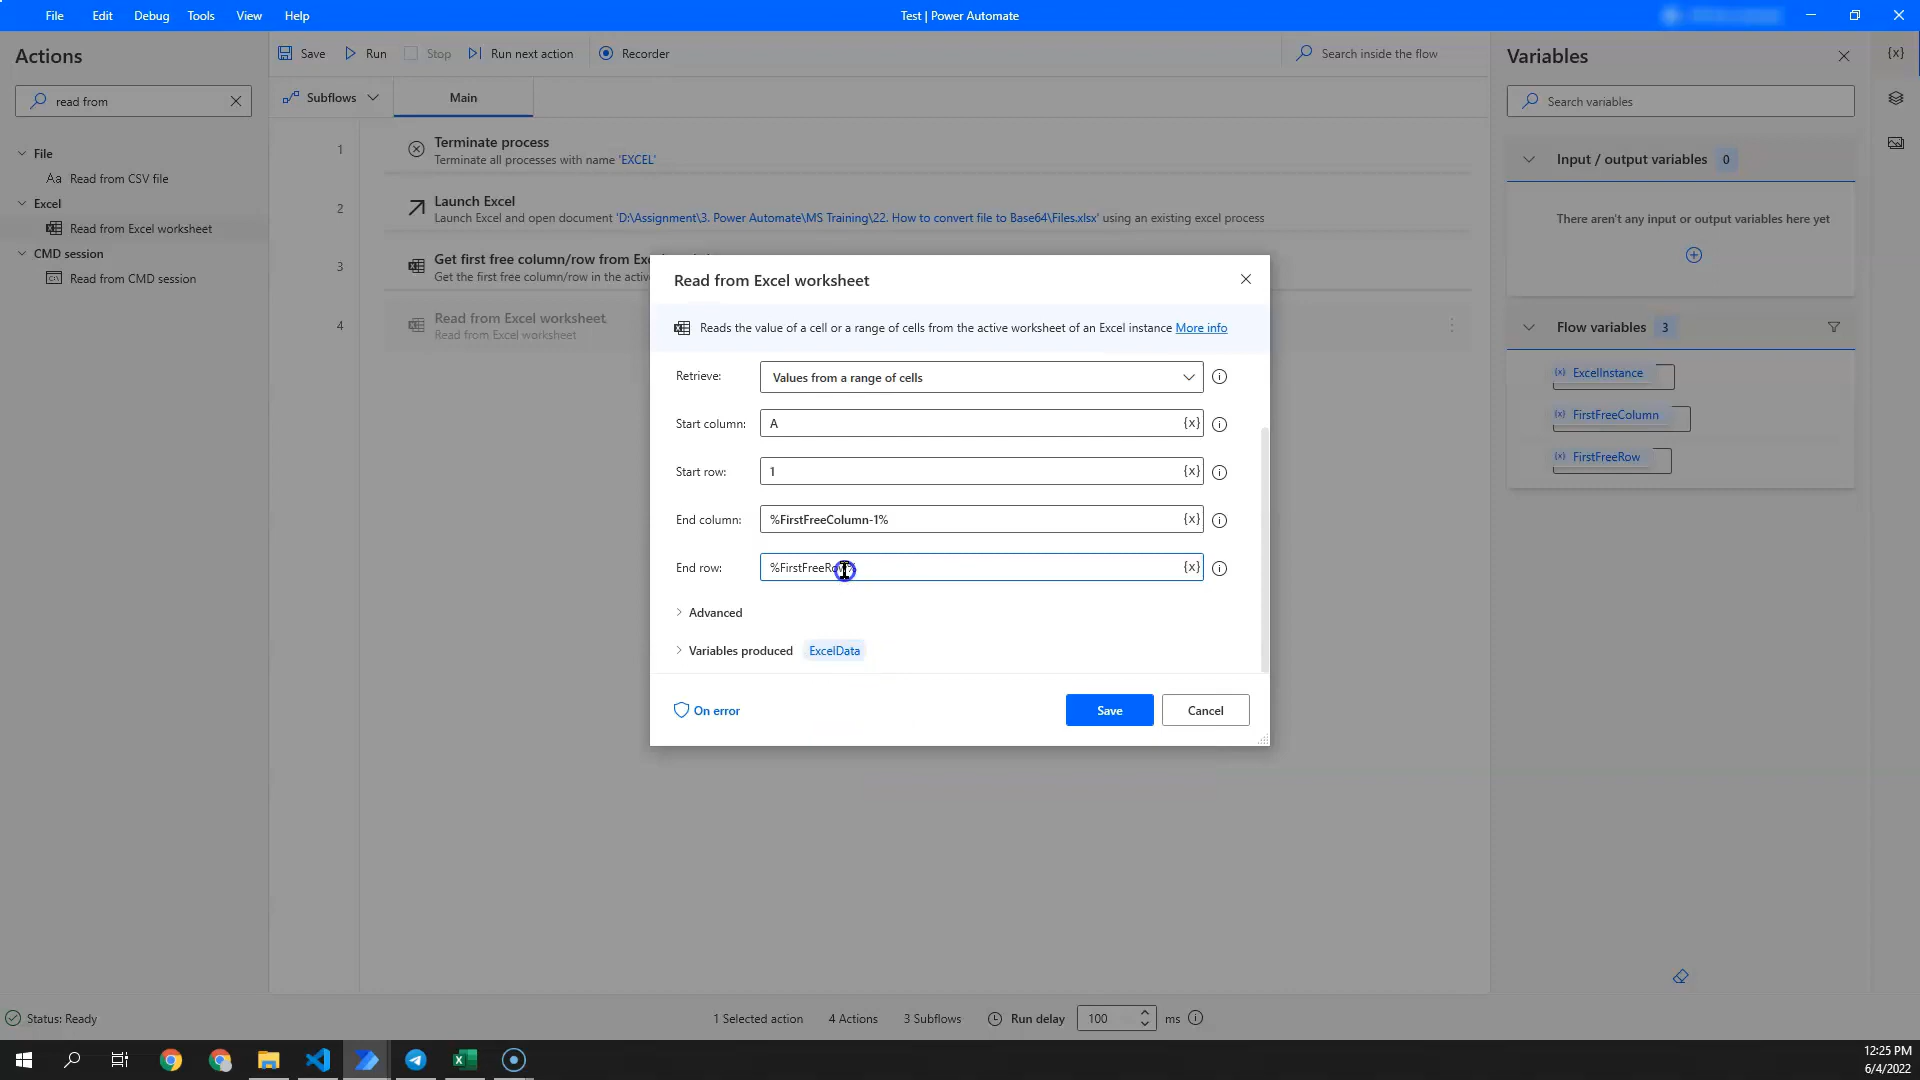 File Edit Debug Tools View Help
Test | Power Automate
Actions
Save Run Stop Run next action Recorder
Search inside the flow
Variables
{x}
read from
Subflows
Main
Search variables
File
Read from CSV file
Excel
Read from Excel worksheet
CMD session
Read from CMD session
1
Terminate process
Terminate all processes with name 'EXCEL'
2
Launch Excel
Launch Excel and open document 'D:\Assignment\3. Power Automate\MS Training\22. How to convert file to Base64\Files.xlsx' using an existing excel process
3
Get first free column/row from Ex
Get the first free column/row in the activ
4
Read from Excel worksheet
Read from Excel worksheet
Read from Excel worksheet
Reads the value of a cell or a range of cells from the active worksheet of an Excel instance More info
Retrieve: Values from a range of cells
Start column: A {x}
Start row: 1 {x}
End column: %FirstFreeColumn-1% {x}
End row: %FirstFreeRow% {x}
Advanced
Variables produced ExcelData
On error
Save
Cancel
Input / output variables 0
There aren't any input or output variables here yet
Flow variables 3
{x} ExcelInstance
{x} FirstFreeColumn
{x} FirstFreeRow
Status: Ready
1 Selected action 4 Actions 3 Subflows Run delay 100 ms
12:25 PM
6/4/2022